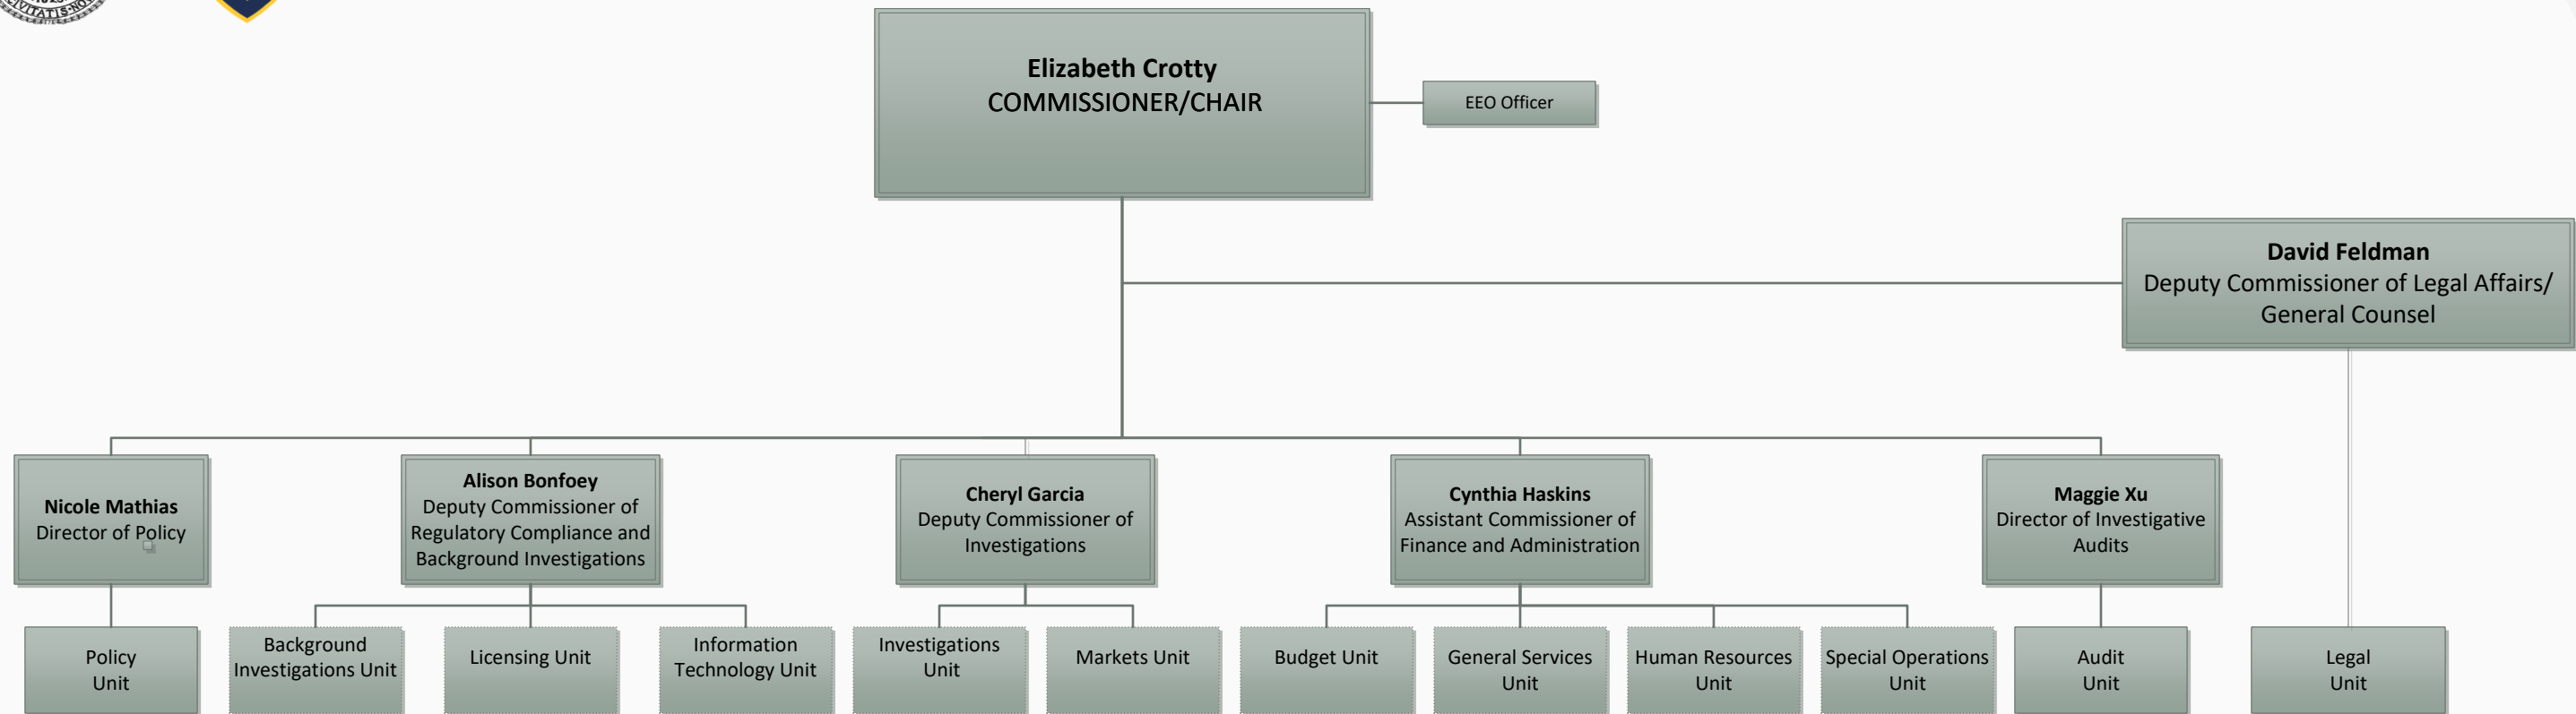 CIVITATIS
Elizabeth Crotty
COMMISSIONER/CHAIR
EEO Officer
David Feldman
Deputy Commissioner of Legal Affairs/
General Counsel
Nicole Mathias
Director of Policy
Alison Bonfoey
Deputy Commissioner of
Regulatory Compliance and
Background Investigations
Cheryl Garcia
Deputy Commissioner of
Investigations
Cynthia Haskins
Assistant Commissioner of
Finance and Administration
Maggie Xu
Director of Investigative
Audits
Policy
Unit
Background
Investigations Unit
Licensing Unit
Information
Technology Unit
Investigations
Unit
Markets Unit
Budget Unit
General Services
Unit
Human Resources
Unit
Special Operations
Unit
Audit
Unit
Legal
Unit